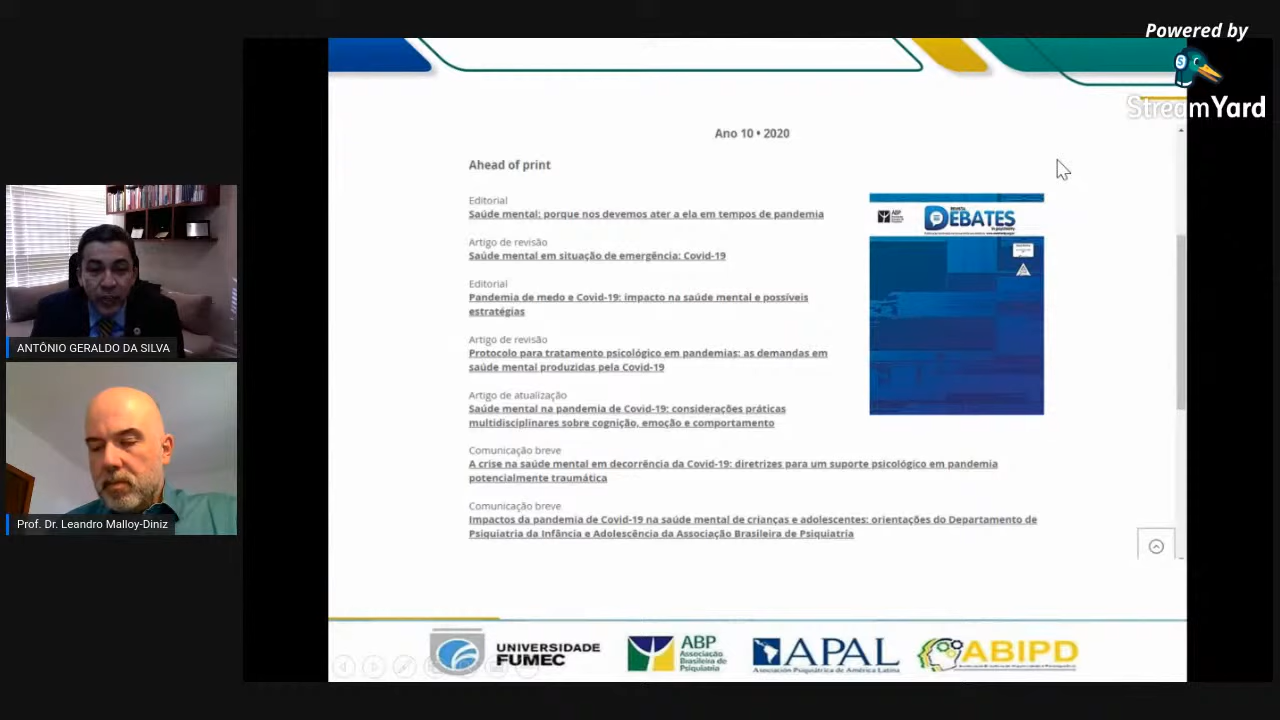 Powered by
StreamYard
Ano 10 • 2020
Ahead of print
Editorial
Saúde mental: porque nos devemos ater a ela em tempos de pandemia
Artigo de revisão
Saúde mental em situação de emergência: Covid-19
Editorial
Pandemia de medo e Covid-19: impacto na saúde mental e possíveis
estratégias
Artigo de revisão
Protocolo para tratamento psicológico em pandemias: as demandas em
saúde mental produzidas pela Covid-19
Artigo de atualização
Saúde mental na pandemia de Covid-19: considerações práticas
multidisciplinares sobre cognição, emoção e comportamento
Comunicação breve
A crise na saúde mental em decorrência da Covid-19: diretrizes para um suporte psicológico em pandemia
potencialmente traumática
Comunicação breve
Impactos da pandemia de Covid-19 na saúde mental de crianças e adolescentes: orientações do Departamento de
Psiquiatria da Infância e Adolescência da Associação Brasileira de Psiquiatria
ABP
DEBATES
ANTÔNIO GERALDO DA SILVA
Prof. Dr. Leandro Malloy-Diniz
UNIVERSIDADE
FUMEC
ABP
Associação
Brasileira de
Psiquiatria
APAL
Associação Psiquiátrica de América Latina
ABIPD